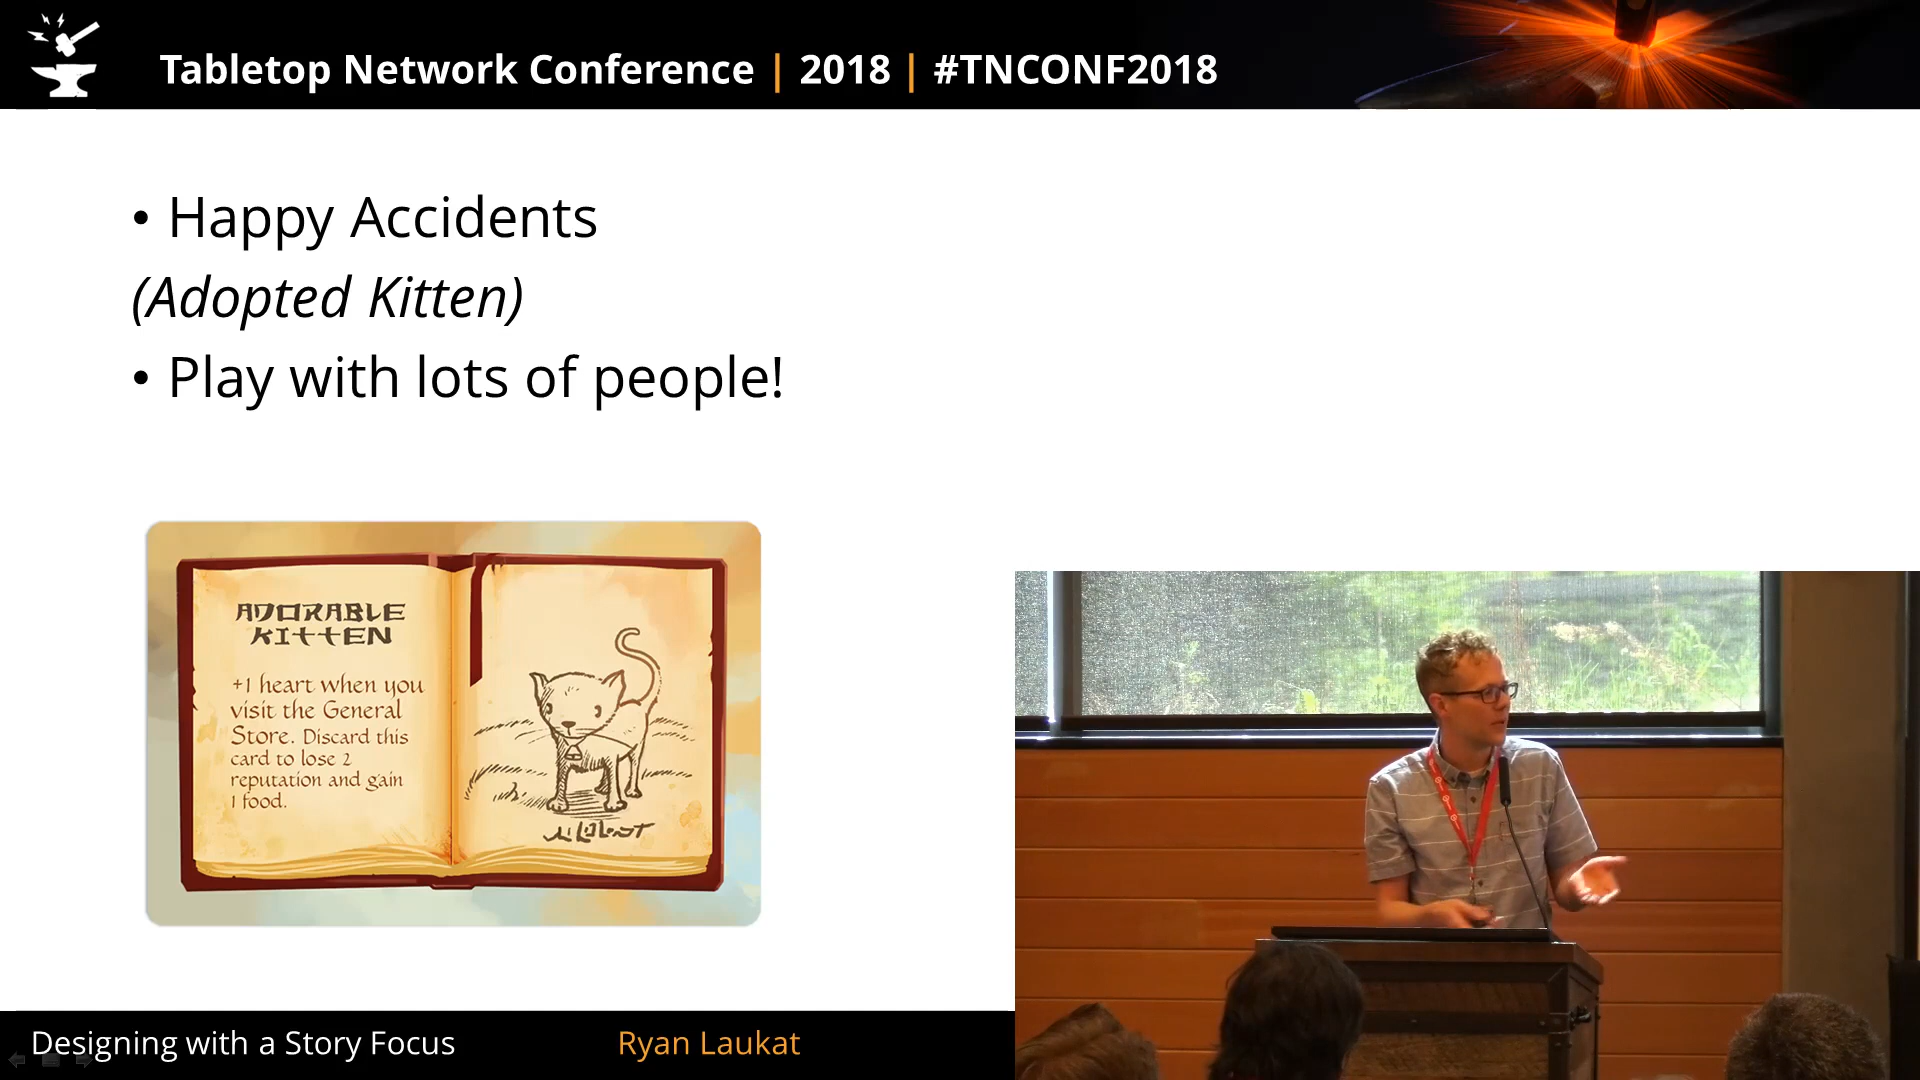 Tabletop Network Conference | 2018 | #TNCONF2018
• Happy Accidents
(Adopted Kitten)
• Play with lots of people!
ADORABLE
KITTEN
+1 heart when you
visit the General
Store. Discard this
card to lose 2
reputation and gain
1 food.
Designing with a Story Focus
Ryan Laukat